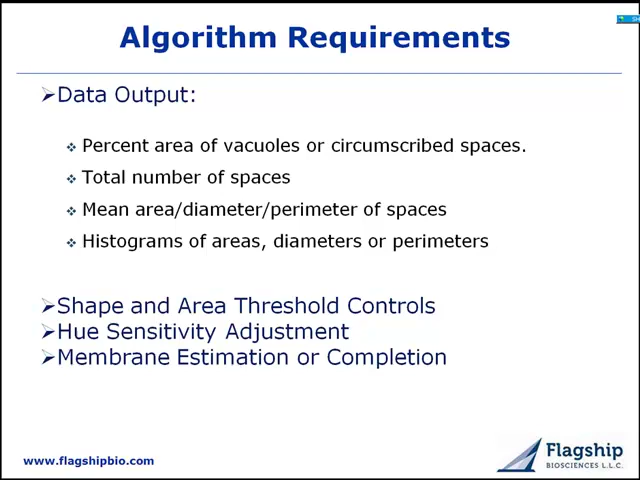 Algorithm Requirements
Data Output:
Percent area of vacuoles or circumscribed spaces.
Total number of spaces
Mean area/diameter/perimeter of spaces
Histograms of areas, diameters or perimeters
Shape and Area Threshold Controls
Hue Sensitivity Adjustment
Membrane Estimation or Completion
www.flagshipbio.com
Flagship
BIOSCIENCES L.L.C.